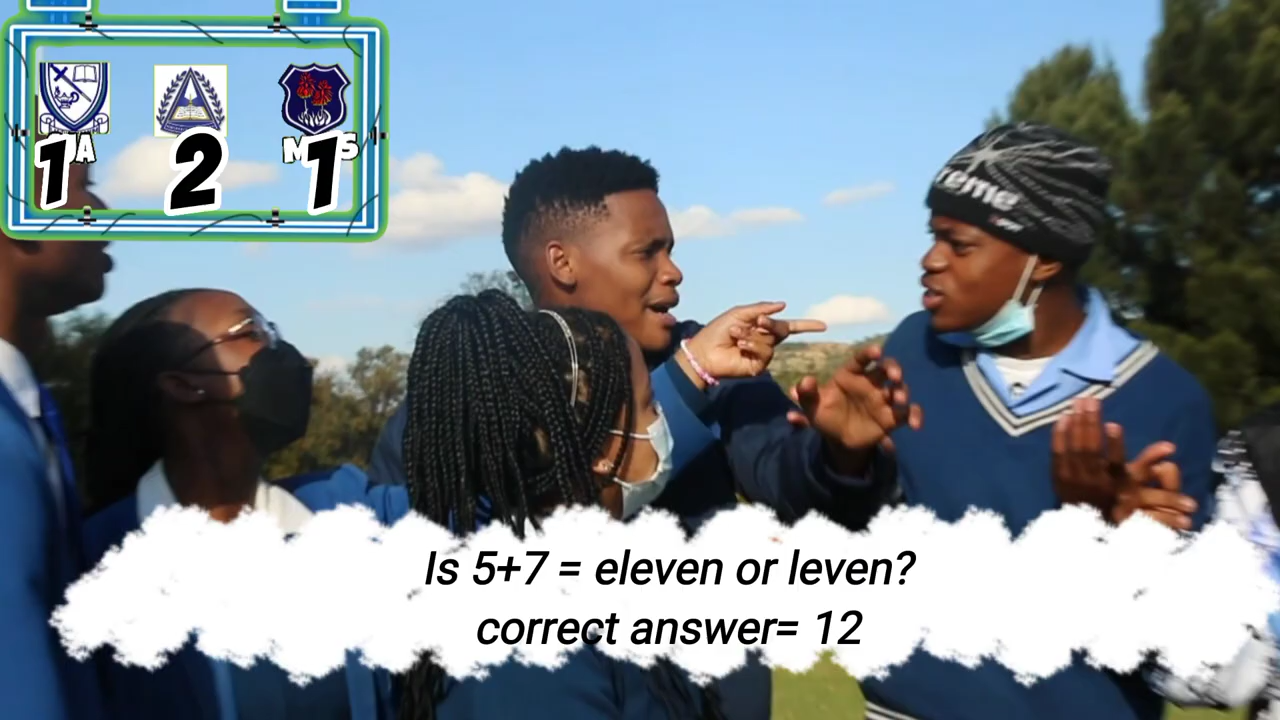 1 2 1
Is 5+7 = eleven or leven?
correct answer= 12